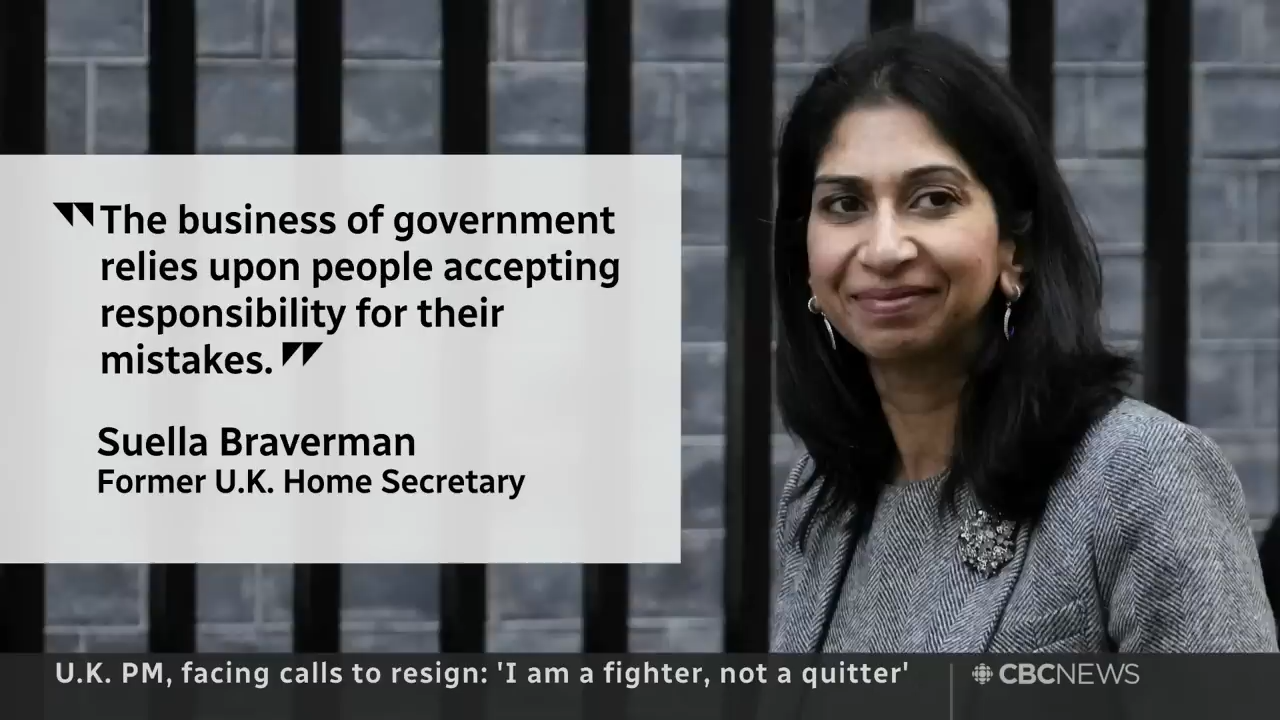 The business of government
relies upon people accepting
responsibility for their
mistakes.
Suella Braverman
Former U.K. Home Secretary
U.K. PM, facing calls to resign: 'I am a fighter, not a quitter'
CBCNEWS